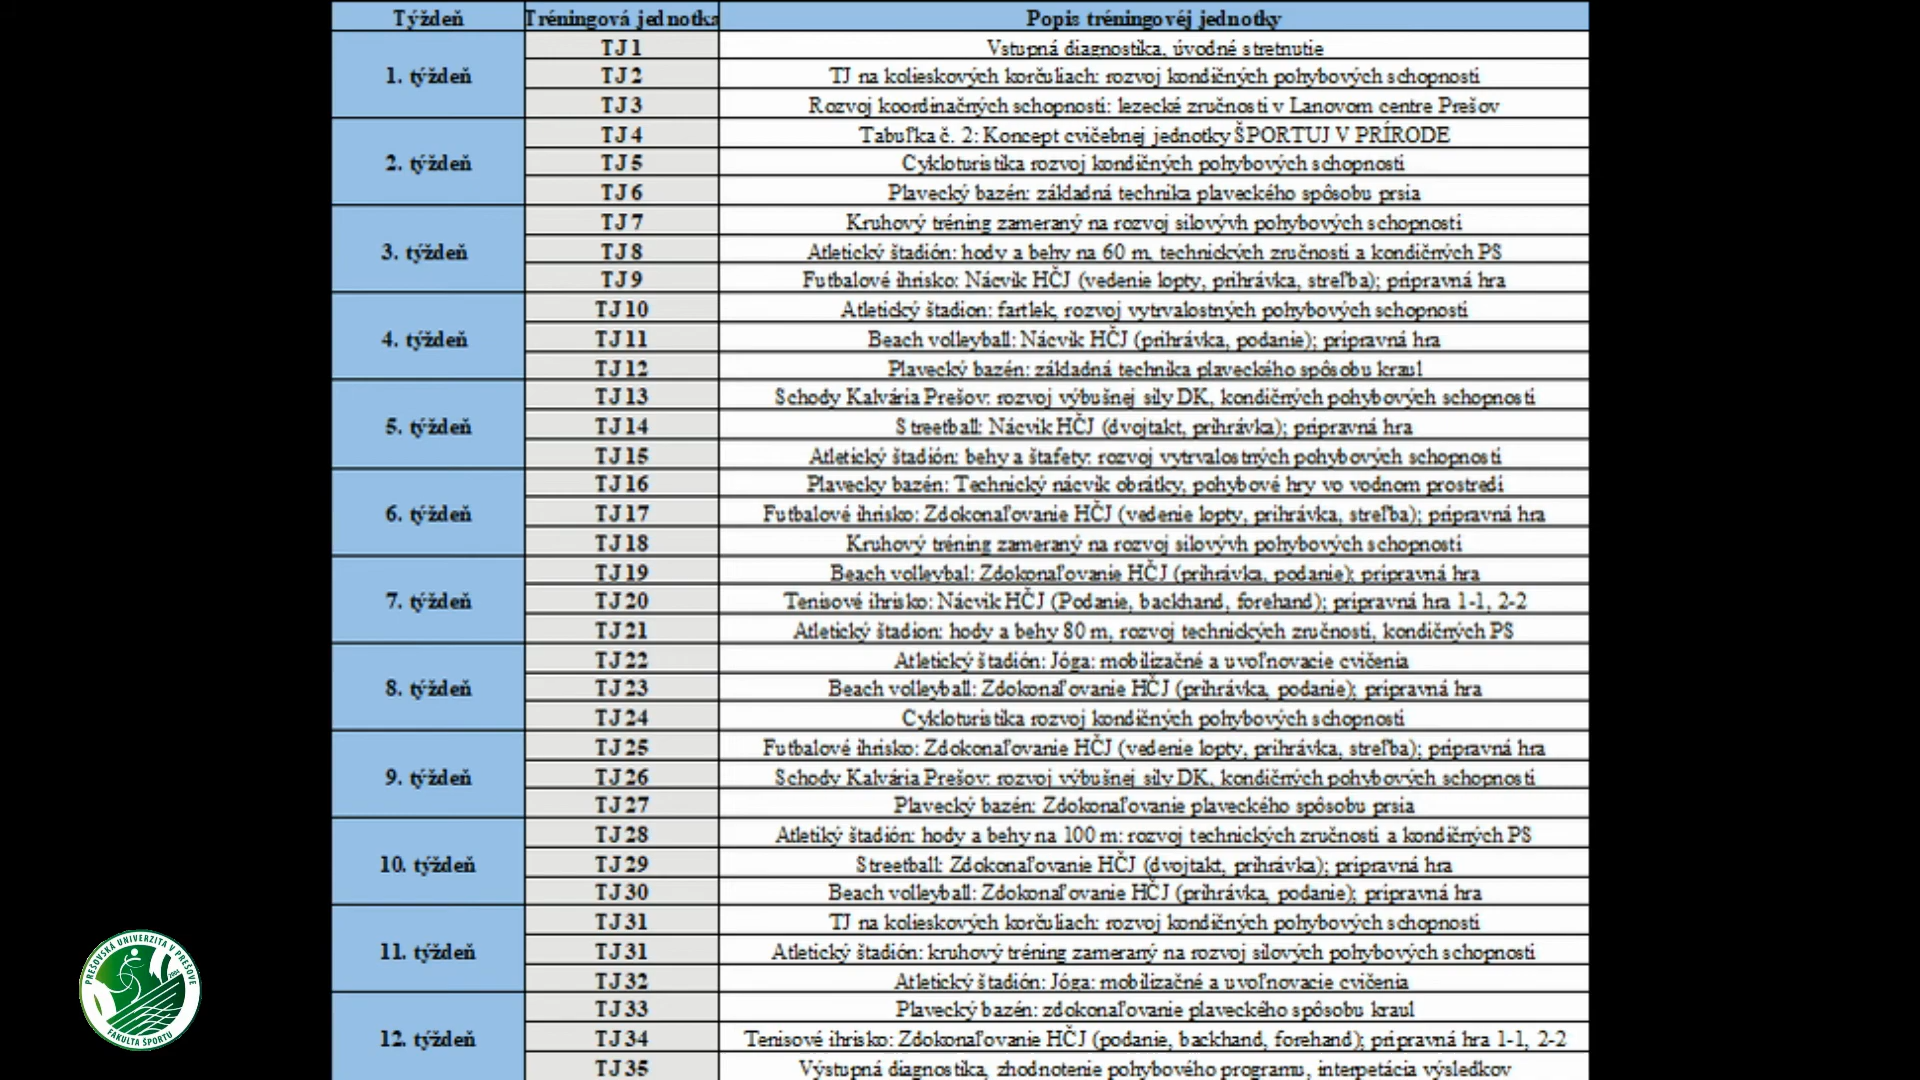 Týždeň Tréningová jednotka Popis tréningovéj jednotky
1. týždeň
TJ 1 Vstupná diagnostika, úvodné stretnutie
TJ 2 TJ na kolieskových korčuliach: rozvoj kondičných pohybových schopností
TJ 3 Rozvoj koordinačných schopností: lezecké zručnosti v Lanovom centre Prešov
2. týždeň
TJ 4 Tabuľka č. 2: Koncept cvičebnej jednotky ŠPORTUJ V PRÍRODE
TJ 5 Cykloturistika rozvoj kondičných pohybových schopností
TJ 6 Plavecký bazén: základná technika plaveckého spôsobu prsia
3. týždeň
TJ 7 Kruhový tréning zameraný na rozvoj silovývh pohybových schopností
TJ 8 Atletický štadión: hody a behy na 60 m, technických zručností a kondičných PS
TJ 9 Futbalové ihrisko: Nácvik HČJ (vedenie lopty, prihrávka, streľba); prípravná hra
4. týždeň
TJ 10 Atletický štadion: fartlek, rozvoj vytrvalostných pohybových schopností
TJ 11 Beach volleyball: Nácvik HČJ (prihrávka, podanie); prípravná hra
TJ 12 Plavecký bazén: základná technika plaveckého spôsobu kraul
5. týždeň
TJ 13 Schody Kalvária Prešov: rozvoj výbušnej sily DK, kondičných pohybových schopností
TJ 14 Streetball: Nácvik HČJ (dvojtakt, prihrávka); prípravná hra
TJ 15 Atletický štadión: behy a štafety: rozvoj vytrvalostných pohybových schopností
6. týždeň
TJ 16 Plavecky bazén: Technický nácvik obrátky, pohybové hry vo vodnom prostredí
TJ 17 Futbalové ihrisko: Zdokonaľovanie HČJ (vedenie lopty, prihrávka, streľba); prípravná hra
TJ 18 Kruhový tréning zameraný na rozvoj silovývh pohybových schopností
7. týždeň
TJ 19 Beach volleybal: Zdokonaľovanie HČJ (prihrávka, podanie); prípravná hra
TJ 20 Tenisové ihrisko: Nácvik HČJ (Podanie, backhand, forehand); prípravná hra 1-1, 2-2
TJ 21 Atletický štadion: hody a behy 80 m, rozvoj technických zručností, kondičných PS
8. týždeň
TJ 22 Atletický štadión: Jóga: mobilizačné a uvoľnovacie cvičenia
TJ 23 Beach volleyball: Zdokonaľovanie HČJ (prihrávka, podanie); prípravná hra
TJ 24 Cykloturistika rozvoj kondičných pohybových schopností
9. týždeň
TJ 25 Futbalové ihrisko: Zdokonaľovanie HČJ (vedenie lopty, prihrávka, streľba); prípravná hra
TJ 26 Schody Kalvária Prešov: rozvoj výbušnej sily DK, kondičných pohybových schopností
TJ 27 Plavecký bazén: Zdokonaľovanie plaveckého spôsobu prsia
10. týždeň
TJ 28 Atletiký štadión: hody a behy na 100 m: rozvoj technických zručností a kondičných PS
TJ 29 Streetball: Zdokonaľovanie HČJ (dvojtakt, prihrávka); prípravná hra
TJ 30 Beach volleyball: Zdokonaľovanie HČJ (prihrávka, podanie); prípravná hra
11. týždeň
TJ 31 TJ na kolieskových korčuliach: rozvoj kondičných pohybových schopností
TJ 31 Atletický štadión: kruhový tréning zameraný na rozvoj silových pohybových schopností
TJ 32 Atletický štadión: Jóga: mobilizačné a uvoľnovacie cvičenia
12. týždeň
TJ 33 Plavecký bazén: zdokonaľovanie plaveckého spôsobu kraul
TJ 34 Tenisové ihrisko: Zdokonaľovanie HČJ (podanie, backhand, forehand); prípravná hra 1-1, 2-2
TJ 35 Výstupná diagnostika, zhodnotenie pohybového programu, interpetácia výsledkov
PREŠOVSKÁ UNIVERZITA V PREŠOVE
2004
FAKULTA ŠPORTU